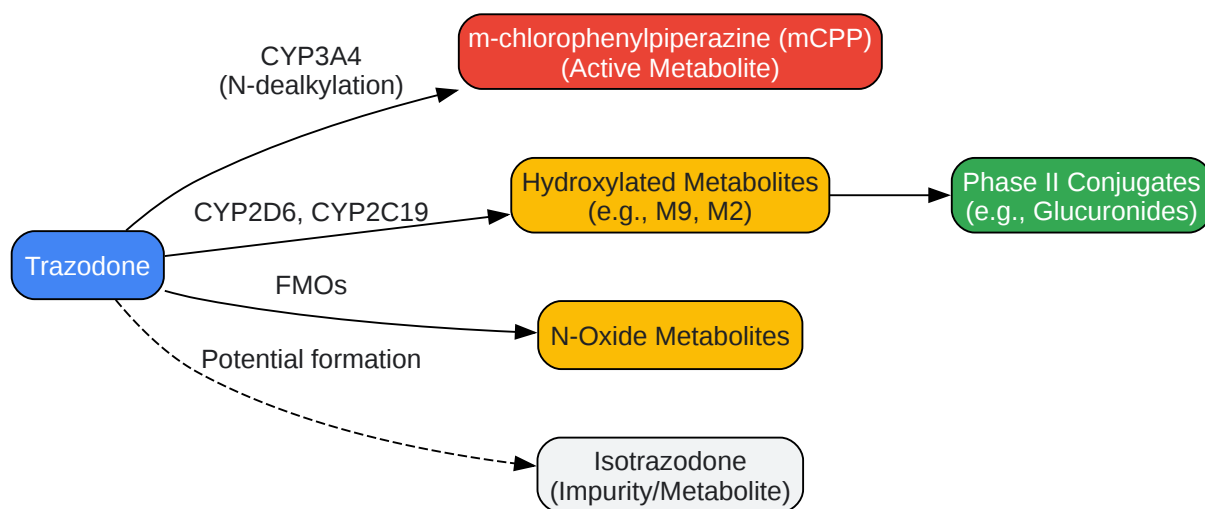 CYP3A4
(N-dealkylation)
m-chlorophenylpiperazine (mCPP)
(Active Metabolite)
Trazodone
CYP2D6, CYP2C19
Hydroxylated Metabolites
(e.g., M9, M2)
Phase II Conjugates
(e.g., Glucuronides)
FMOs
N-Oxide Metabolites
Potential formation
Isotrazodone
(Impurity/Metabolite)